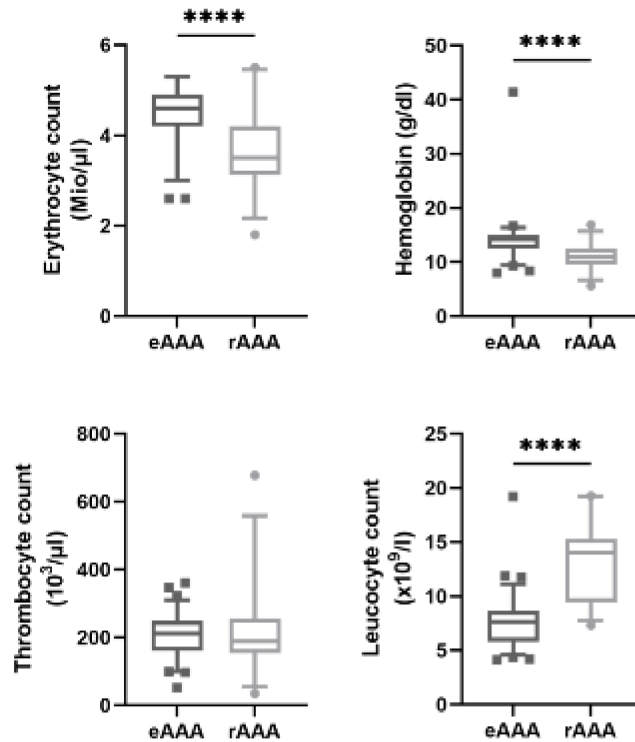 Erythrocyte count
(Mio/µl)
****
6
4
2
0
eAAA rAAA
Hemoglobin (g/dl)
****
50
40
30
20
10
0
eAAA rAAA
Thrombocyte count
(10³/µl)
800
600
400
200
0
eAAA rAAA
Leucocyte count
(x10⁹/l)
****
25
20
15
10
5
0
eAAA rAAA